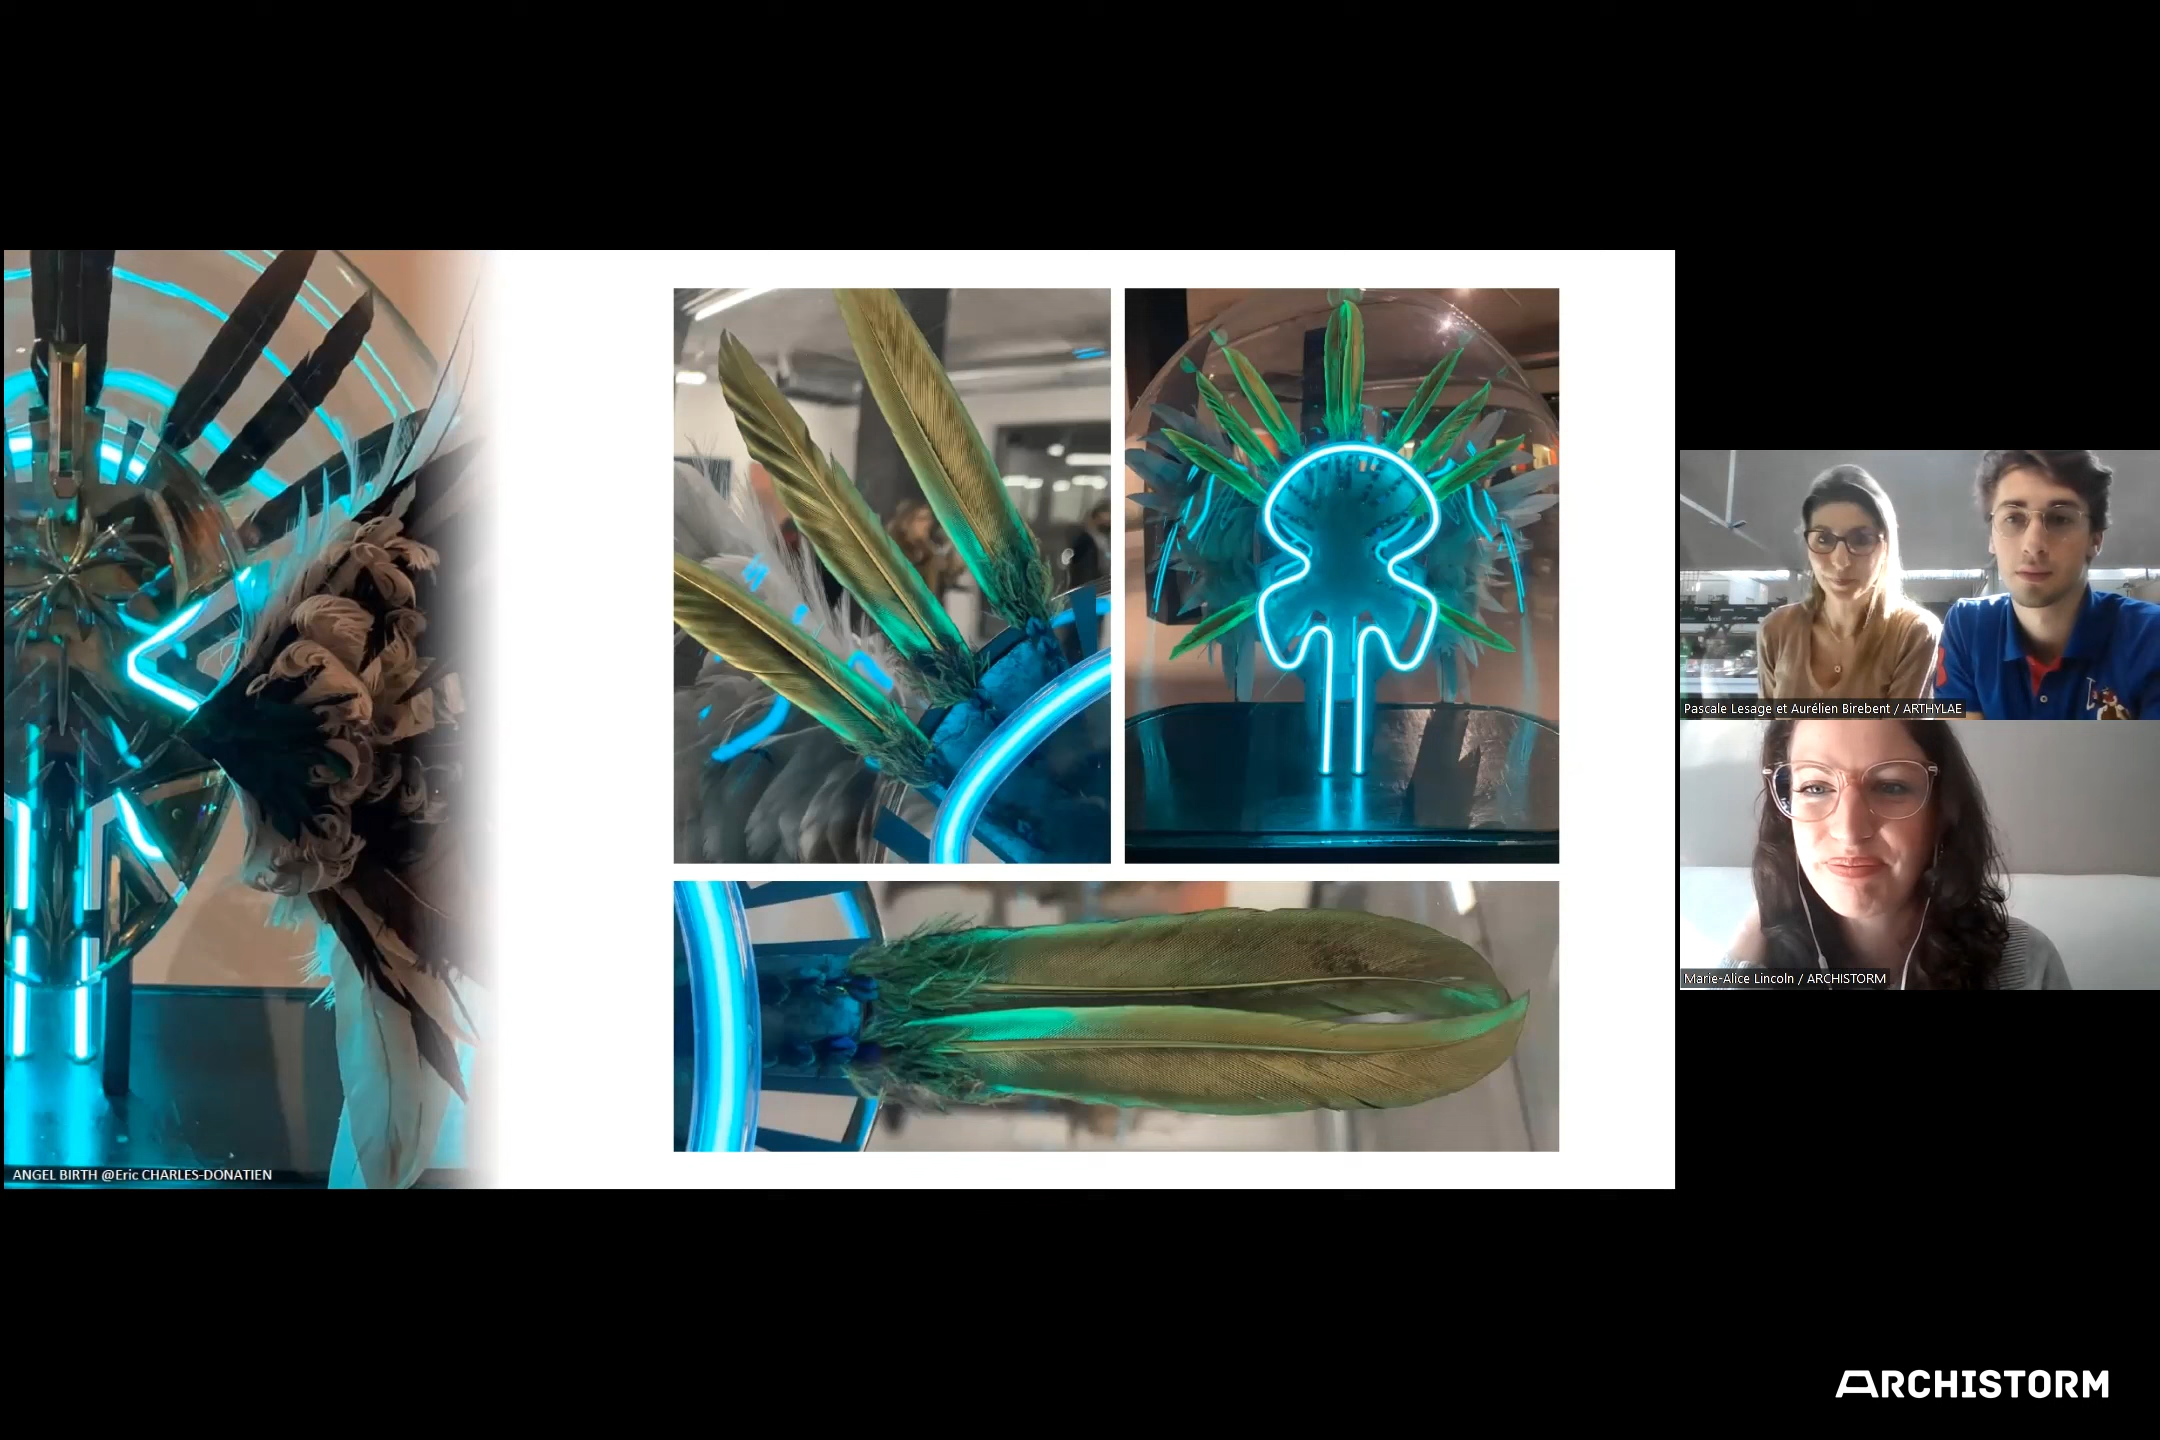 ANGEL BIRTH @Eric CHARLES-DONATIEN
Pascale Lesage et Aurélien Birebent / ARTHYLAE
Marie-Alice Lincoln / ARCHISTORM
ARCHISTORM